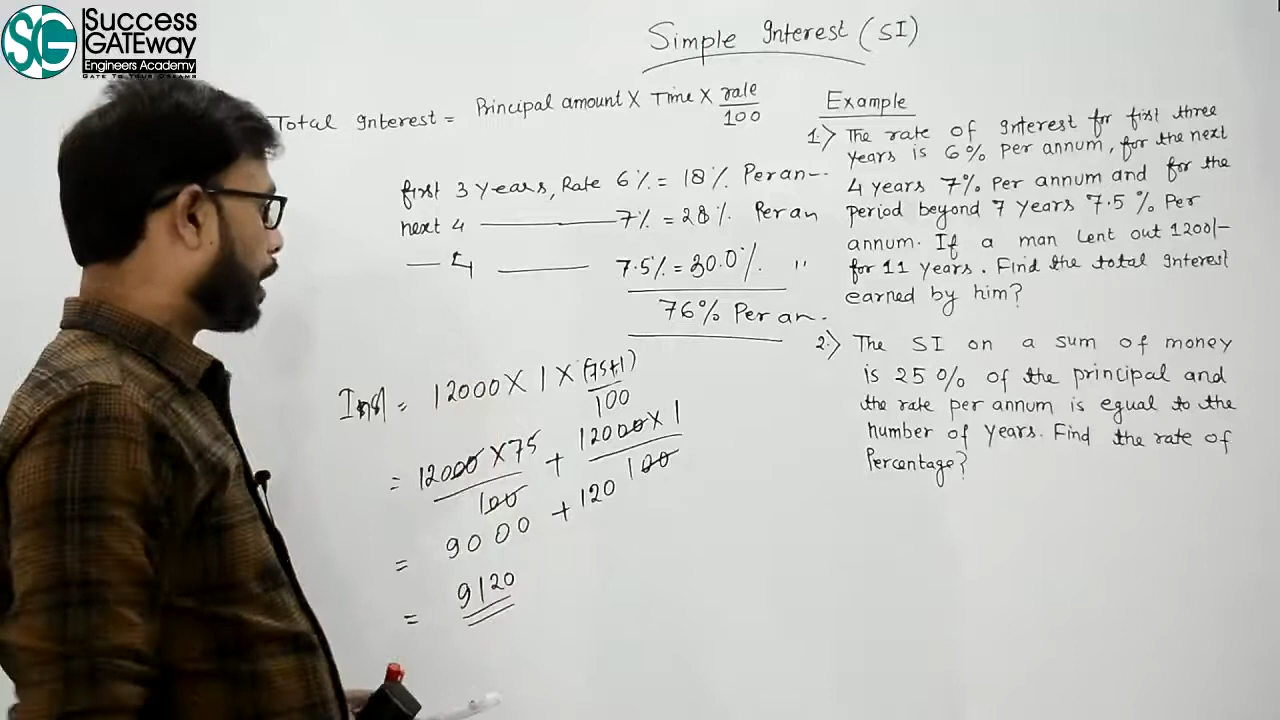 SG
Success
GATEway
Engineers Academy
GATE TO YOUR DREAMS
Simple Interest (SI)
Total Interest = Principal amount X Time X rate/100
first 3 years, Rate 6% = 18% Per an--
next 4 — 7% = 28% Per an
— 4 — 7.5% = 30.0% "
76% Per an.
= 12000 X 1 X (75+1)/100
= 12000 X 75/100 + 12000 X 1/100
= 9000 + 120
= 9120
Example
1.) The rate of Interest for first three
years is 6% Per annum, for the next
4 years 7% Per annum and for the
period beyond 7 years 7.5 % Per
annum. If a man lent out 1200/-
for 11 years. Find the total Interest
earned by him?
2.) The SI on a sum of money
is 25% of the principal and
the rate per annum is equal to the
number of years. Find the rate of
Percentage?